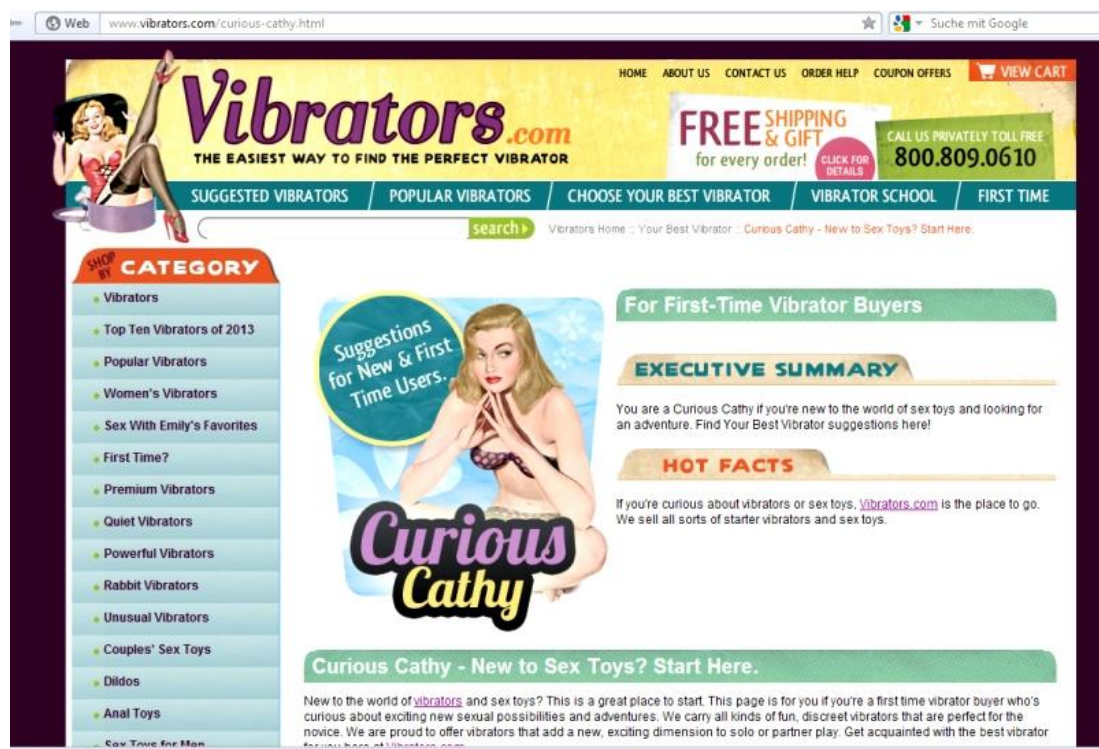 Web
www.vibrators.com/curious-cathy.html
Suche mit Google
HOME ABOUT US CONTACT US ORDER HELP COUPON OFFERS VIEW CART
Vibrators.com
THE EASIEST WAY TO FIND THE PERFECT VIBRATOR
FREE SHIPPING & GIFT
for every order!
CLICK FOR DETAILS
CALL US PRIVATELY TOLL FREE
800.809.0610
SUGGESTED VIBRATORS POPULAR VIBRATORS CHOOSE YOUR BEST VIBRATOR VIBRATOR SCHOOL FIRST TIME
search
Vibrators Home :: Your Best Vibrator :: Curious Cathy - New to Sex Toys? Start Here.
SHOP BY CATEGORY
Vibrators
Top Ten Vibrators of 2013
Popular Vibrators
Women's Vibrators
Sex With Emily's Favorites
First Time?
Premium Vibrators
Quiet Vibrators
Powerful Vibrators
Rabbit Vibrators
Unusual Vibrators
Couples' Sex Toys
Dildos
Anal Toys
Sex Toys for Men
Suggestions
for New & First
Time Users.
Curious
Cathy
For First-Time Vibrator Buyers
EXECUTIVE SUMMARY
You are a Curious Cathy if you're new to the world of sex toys and looking for
an adventure. Find Your Best Vibrator suggestions here!
HOT FACTS
If you're curious about vibrators or sex toys, Vibrators.com is the place to go.
We sell all sorts of starter vibrators and sex toys.
Curious Cathy - New to Sex Toys? Start Here.
New to the world of vibrators and sex toys? This is a great place to start. This page is for you if you're a first time vibrator buyer who's
curious about exciting new sexual possibilities and adventures. We carry all kinds of fun, discreet vibrators that are perfect for the
novice. We are proud to offer vibrators that add a new, exciting dimension to solo or partner play. Get acquainted with the best vibrator
for you here at Vibrators.com